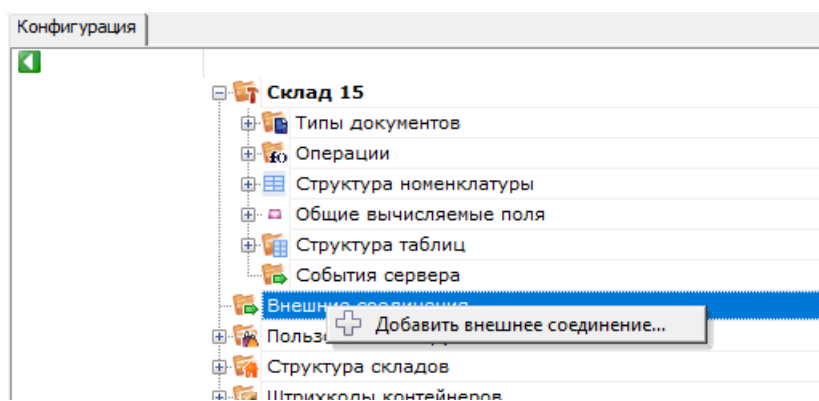 Конфигурация
Склад 15
Типы документов
Операции
Структура номенклатуры
Общие вычисляемые поля
Структура таблиц
События сервера
Внешние соединения
Добавить внешнее соединение...
Структура складов
Штрихкоды контейнеров